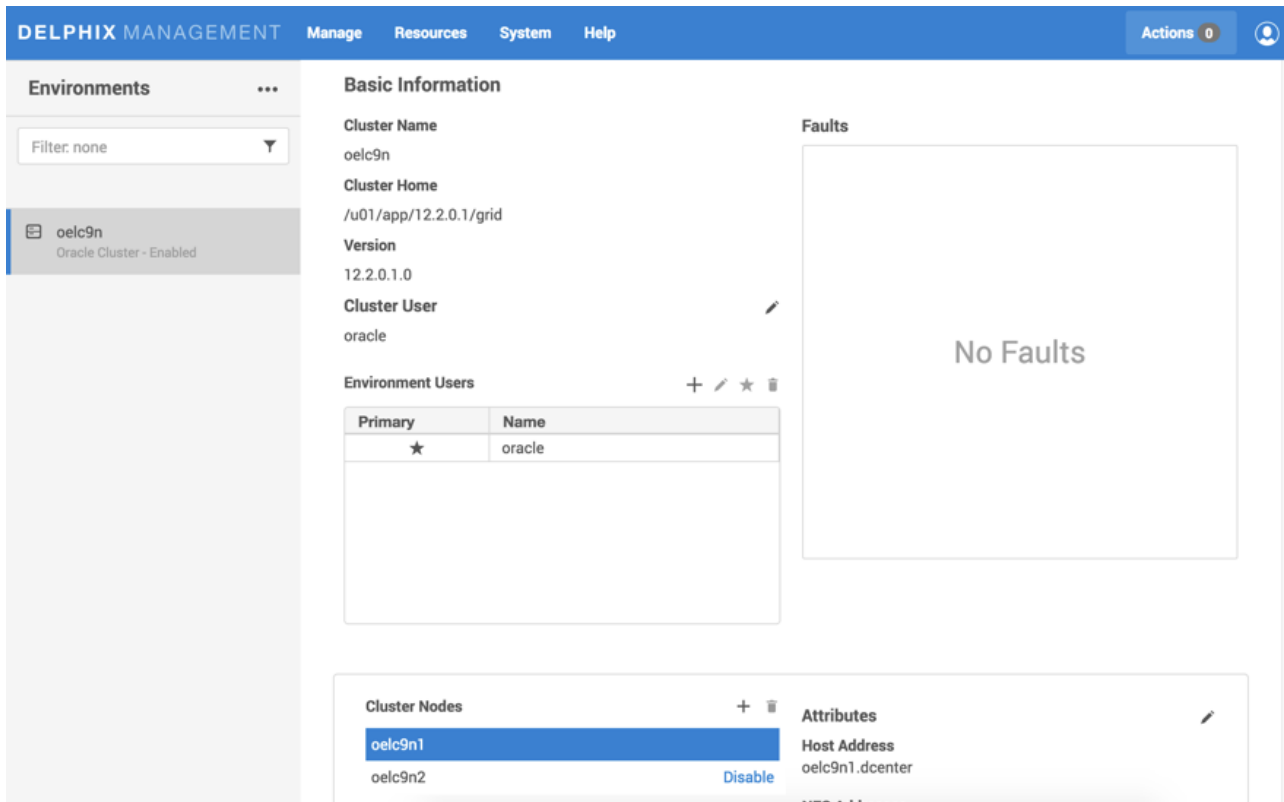 DELPHIX MANAGEMENT Manage Resources System Help Actions 0
Environments
•••
Filter: none
oelc9n
Oracle Cluster - Enabled
Basic Information
Cluster Name
oelc9n
Cluster Home
/u01/app/12.2.0.1/grid
Version
12.2.0.1.0
Cluster User
oracle
Environment Users
Primary Name
★ oracle
Faults
No Faults
Cluster Nodes
oelc9n1
oelc9n2 Disable
Attributes
Host Address
oelc9n1.dcenter